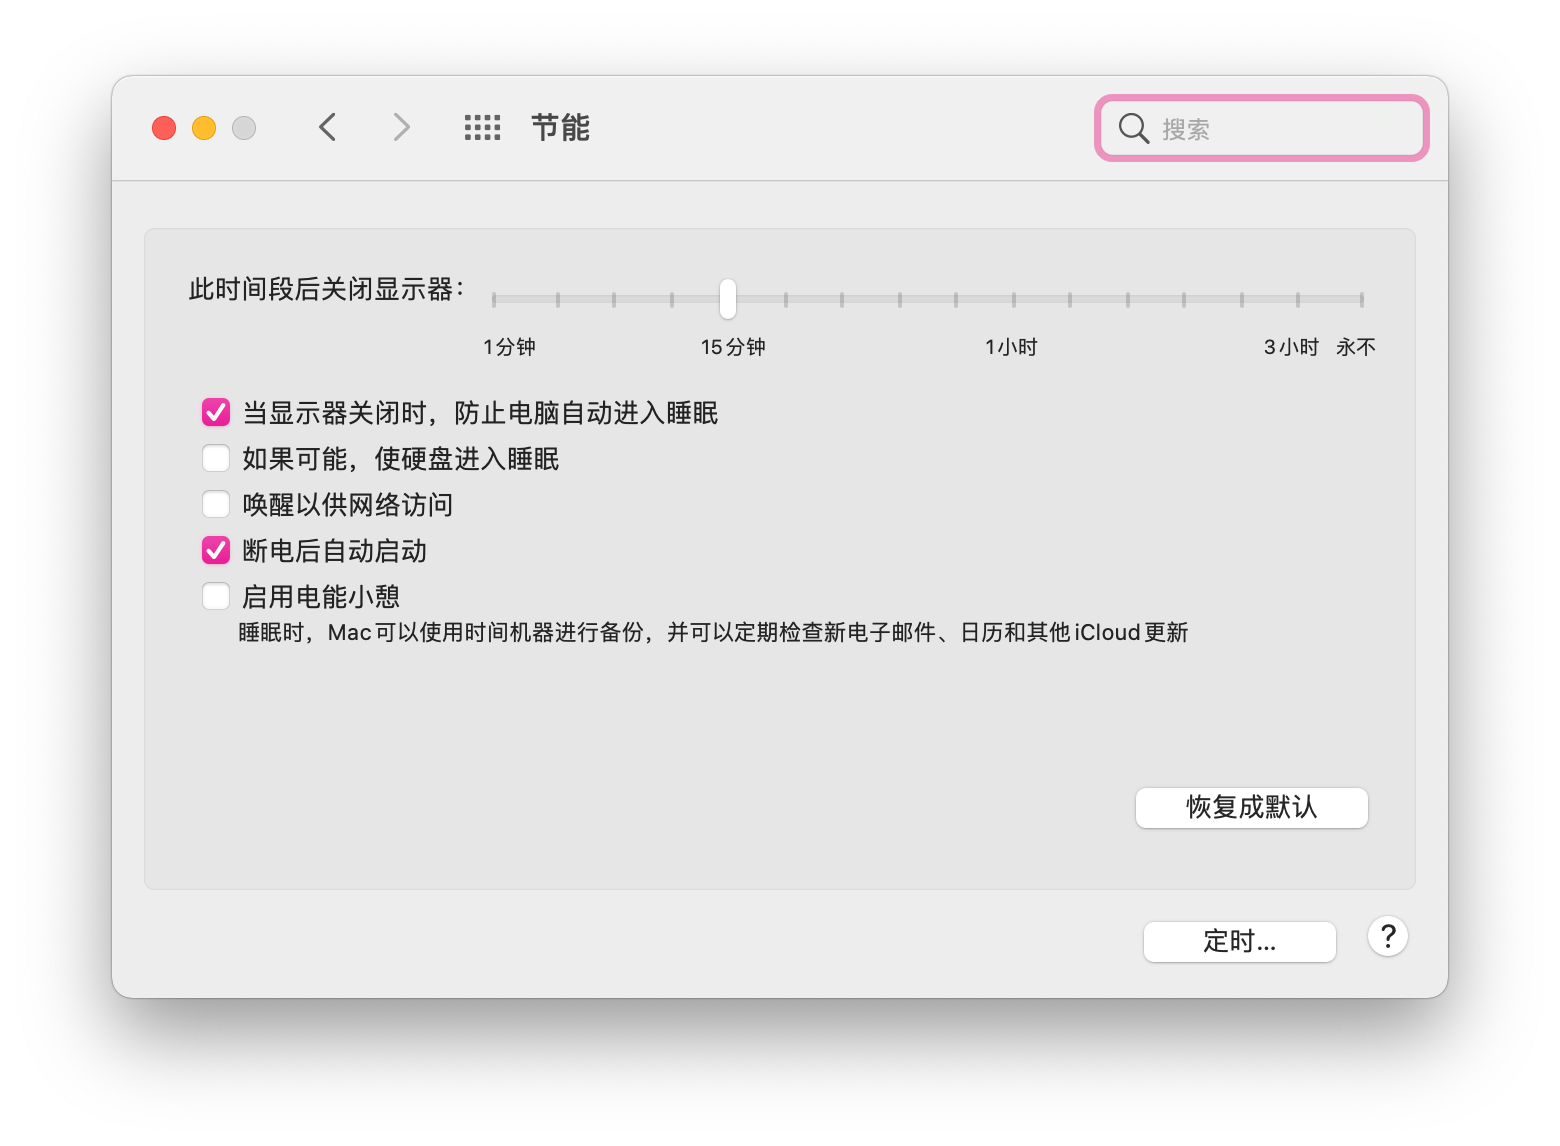 节能
搜索
此时间段后关闭显示器：
1分钟 15分钟 1小时 3小时 永不
当显示器关闭时，防止电脑自动进入睡眠
如果可能，使硬盘进入睡眠
唤醒以供网络访问
断电后自动启动
启用电能小憩
睡眠时，Mac可以使用时间机器进行备份，并可以定期检查新电子邮件、日历和其他iCloud更新
恢复成默认
定时...
?